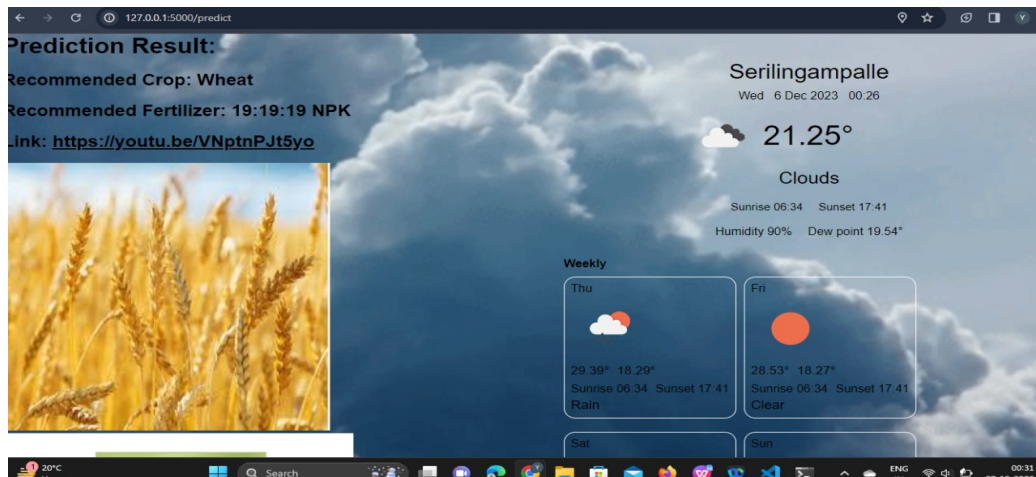 127.0.0.1:5000/predict
Y
Prediction Result:
Recommended Crop: Wheat
Recommended Fertilizer: 19:19:19 NPK
Link: https://youtu.be/VNptnPJt5yo
Serilingampalle
Wed 6 Dec 2023 00:26
21.25°
Clouds
Sunrise 06:34 Sunset 17:41
Humidity 90% Dew point 19.54°
Weekly
Thu
29.39° 18.29°
Sunrise 06:34 Sunset 17:41
Rain
Fri
28.53° 18.27°
Sunrise 06:34 Sunset 17:41
Clear
Sat
Sun
1
20°C
Search
ENG
00:31